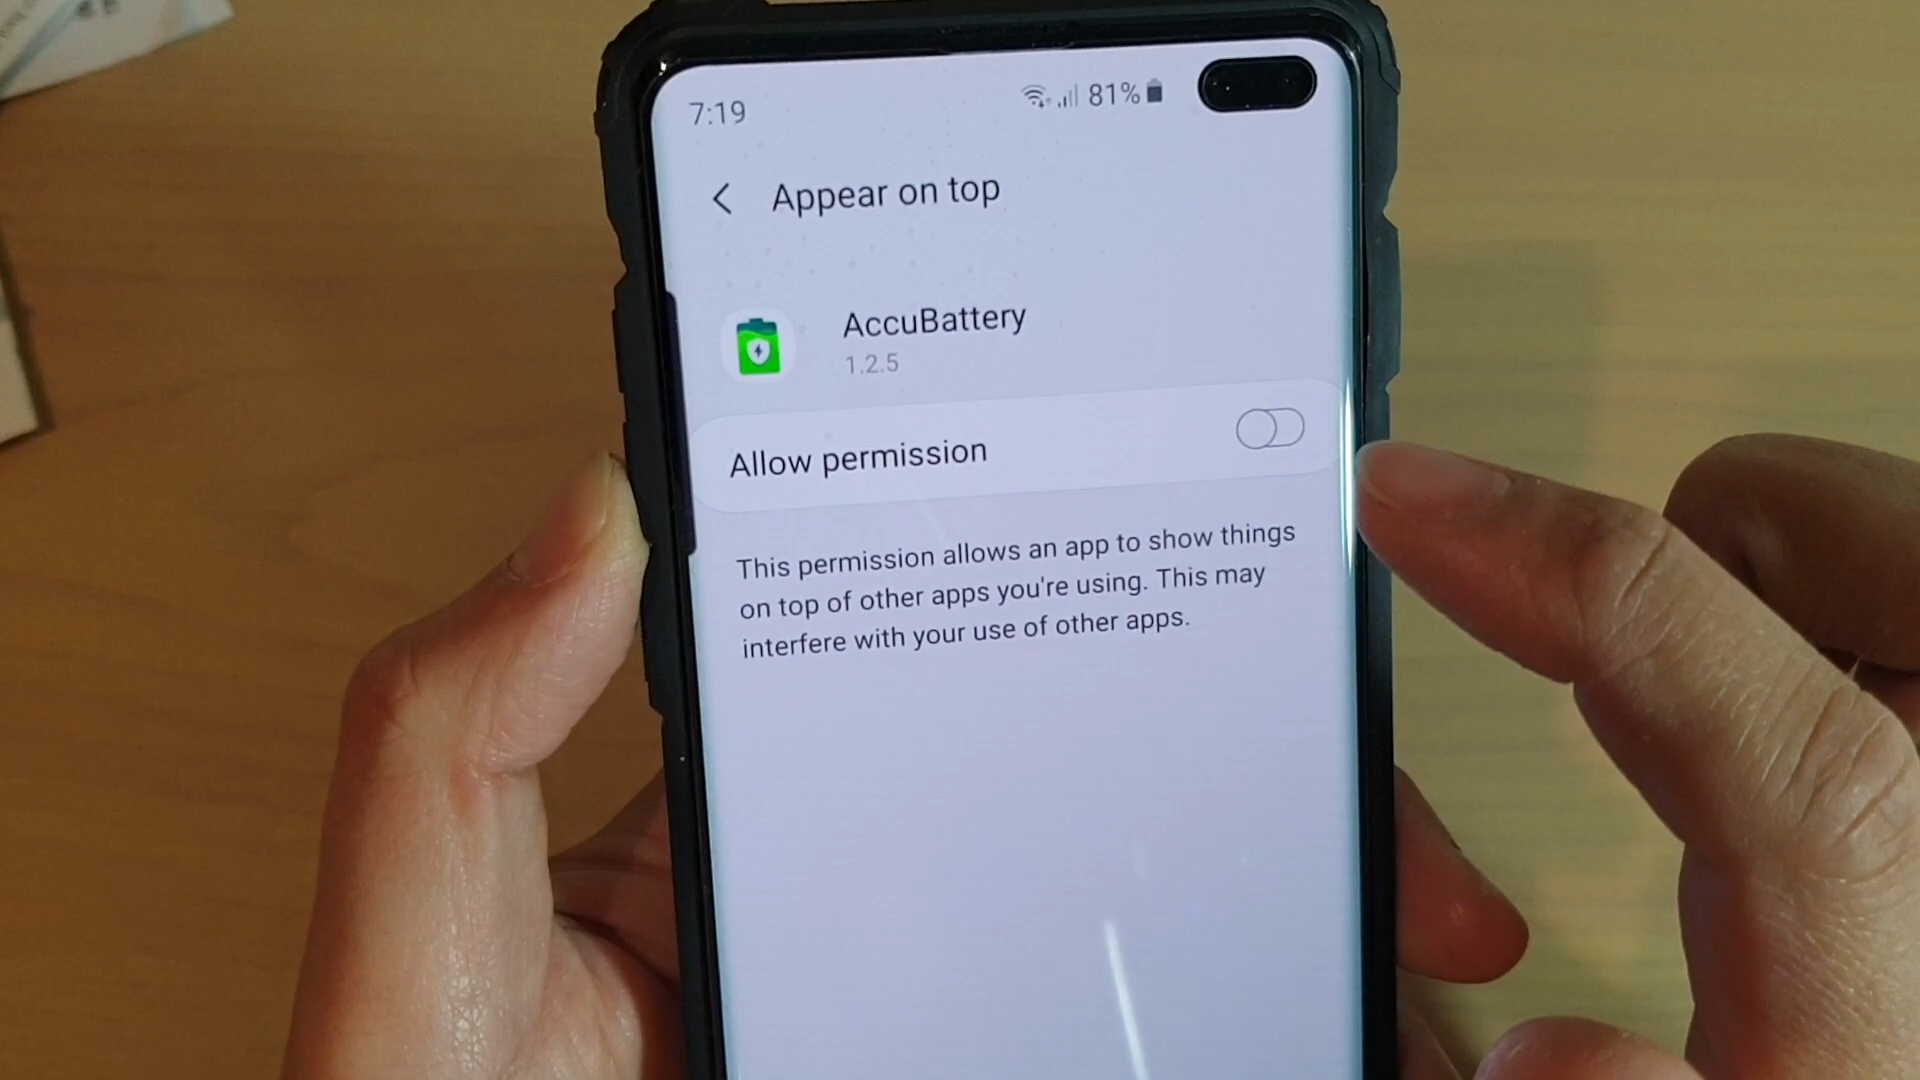 7:19
81%
Appear on top
AccuBattery
1.2.5
Allow permission
This permission allows an app to show things
on top of other apps you're using. This may
interfere with your use of other apps.